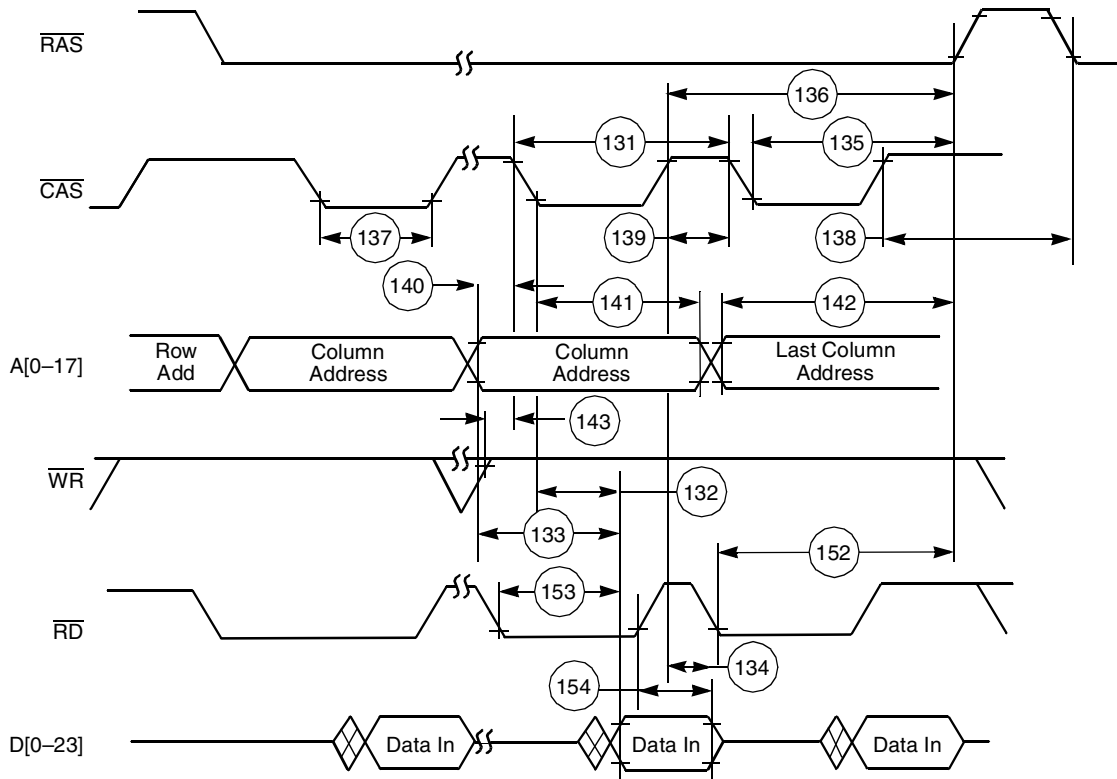 RAS
136
131
135
CAS
137
139
138
140
141
142
A[0–17]
Row
Add
Column
Address
Column
Address
Last Column
Address
143
WR
132
133
152
153
RD
134
154
D[0–23]
Data In
Data In
Data In